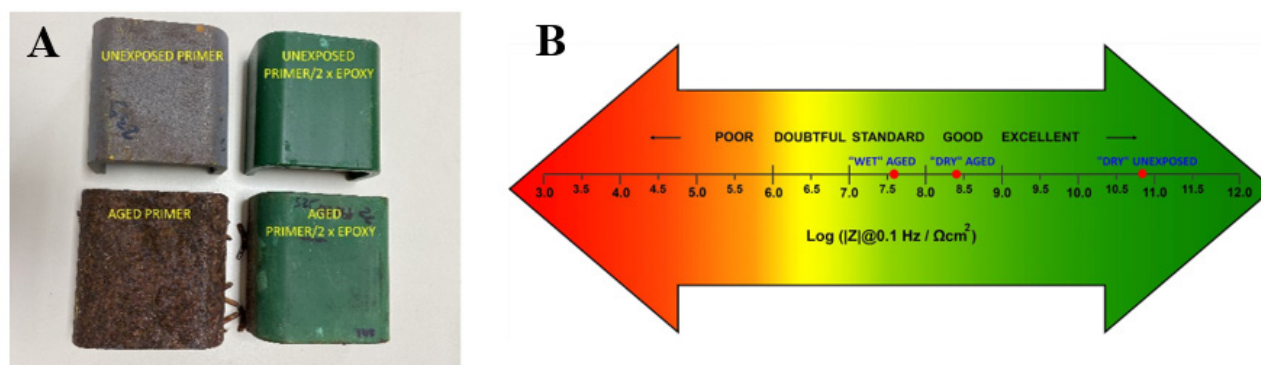 A
UNEXPOSED PRIMER
UNEXPOSED
PRIMER/2 x EPOXY
AGED PRIMER
AGED
PRIMER/2 x EPOXY
B
POOR DOUBTFUL STANDARD GOOD EXCELLENT
"WET" AGED "DRY" AGED "DRY" UNEXPOSED
3.0 3.5 4.0 4.5 5.0 5.5 6.0 6.5 7.0 7.5 8.0 8.5 9.0 10.0 10.5 11.0 11.5 12.0
Log (|Z|@0.1 Hz / Ωcm²)